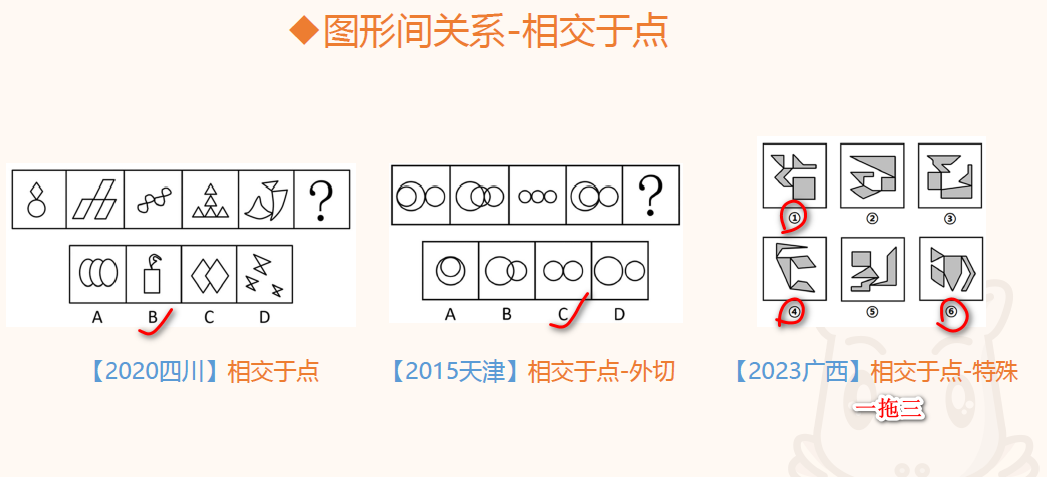 ◆图形间关系-相交于点
?
A B C D
【2020四川】相交于点
?
A B C D
【2015天津】相交于点-外切
① ② ③
④ ⑤ ⑥
【2023广西】相交于点-特殊
一拖三